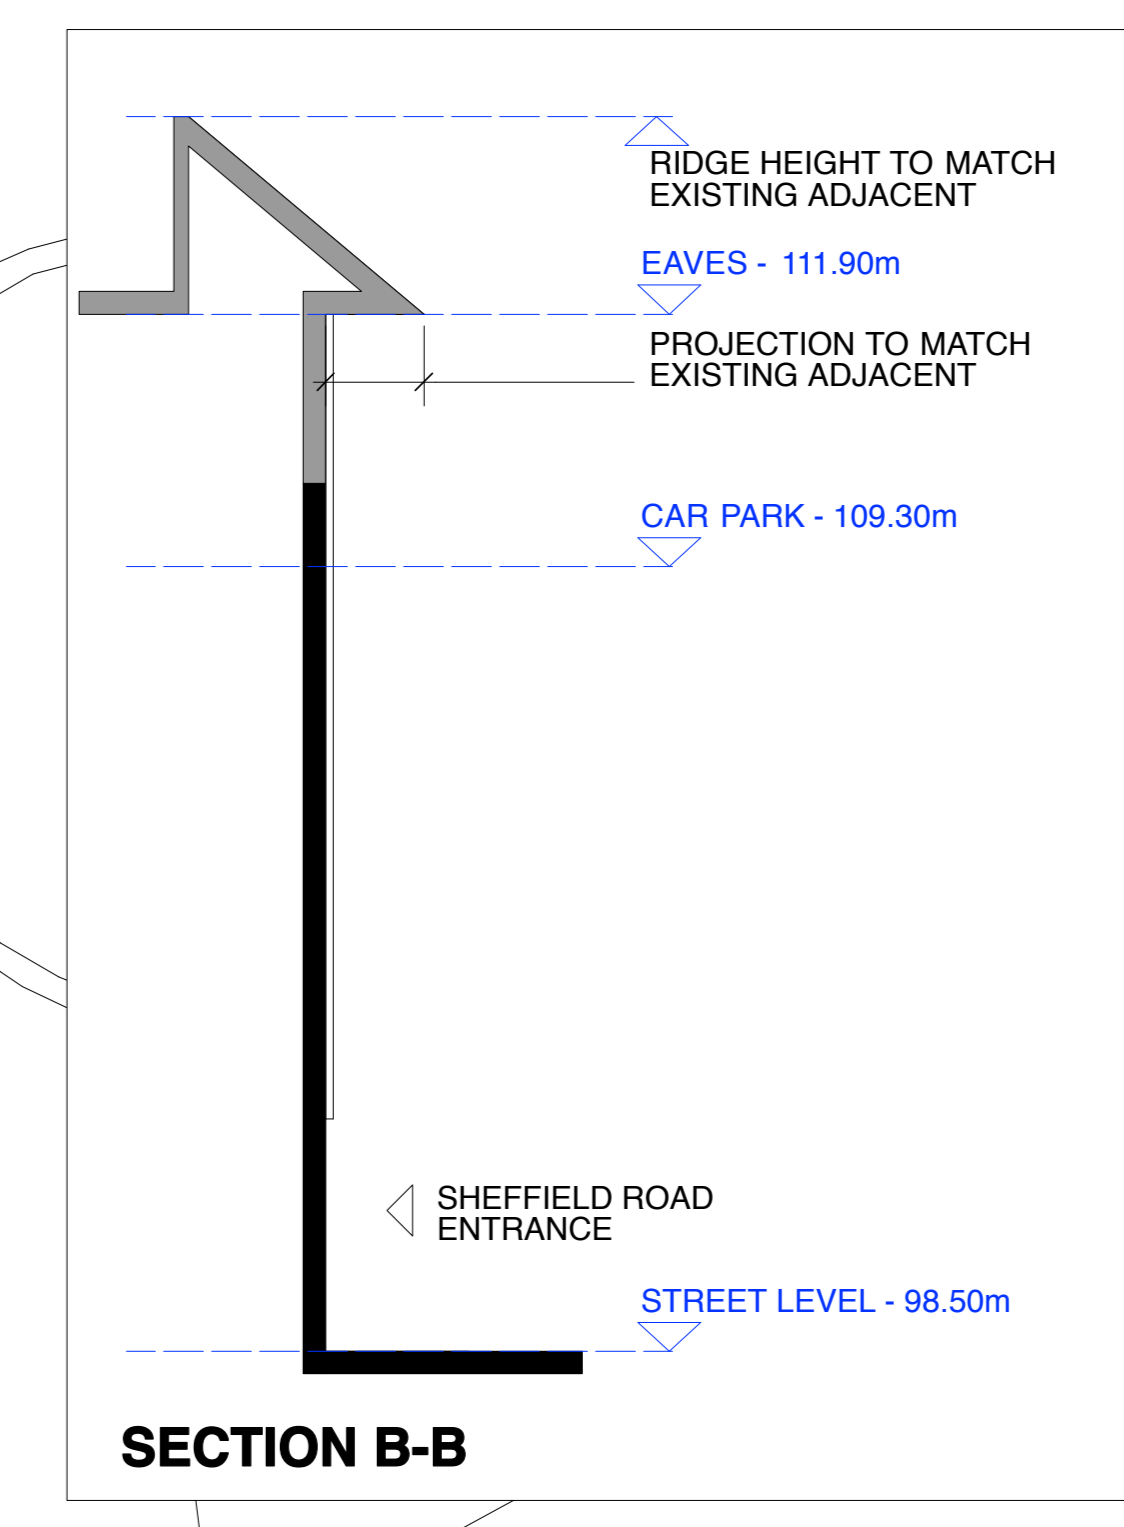 RIDGE HEIGHT TO MATCH
EXISTING ADJACENT
EAVES - 111.90m
PROJECTION TO MATCH
EXISTING ADJACENT
CAR PARK - 109.30m
SHEFFIELD ROAD
ENTRANCE
STREET LEVEL - 98.50m
SECTION B-B